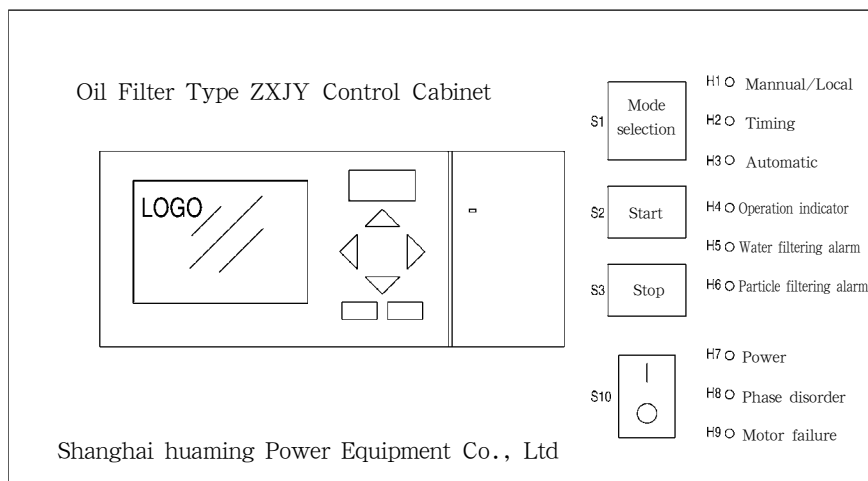 Oil Filter Type ZXJY Control Cabinet
LOGO
S1
Mode
selection
H1 Mannual/Local
H2 Timing
H3 Automatic
S2
Start
H4 Operation indicator
H5 Water filtering alarm
S3
Stop
H6 Particle filtering alarm
S10
H7 Power
H8 Phase disorder
H9 Motor failure
Shanghai huaming Power Equipment Co., Ltd